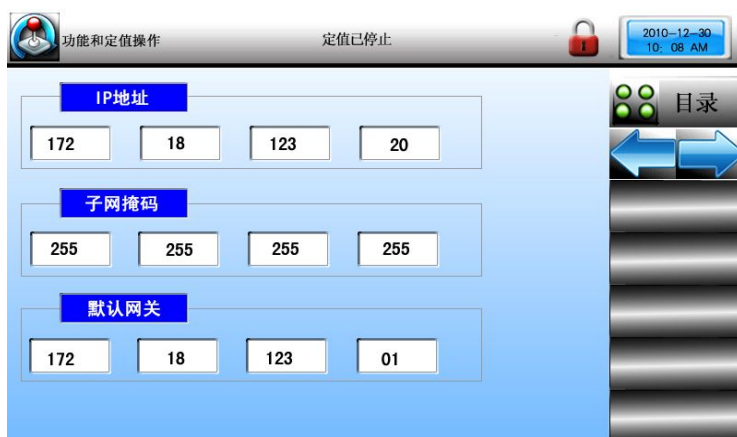 功能和定值操作 定值已停止 2010-12-30
10; 08 AM
目录
IP地址
172 18 123 20
子网掩码
255 255 255 255
默认网关
172 18 123 01